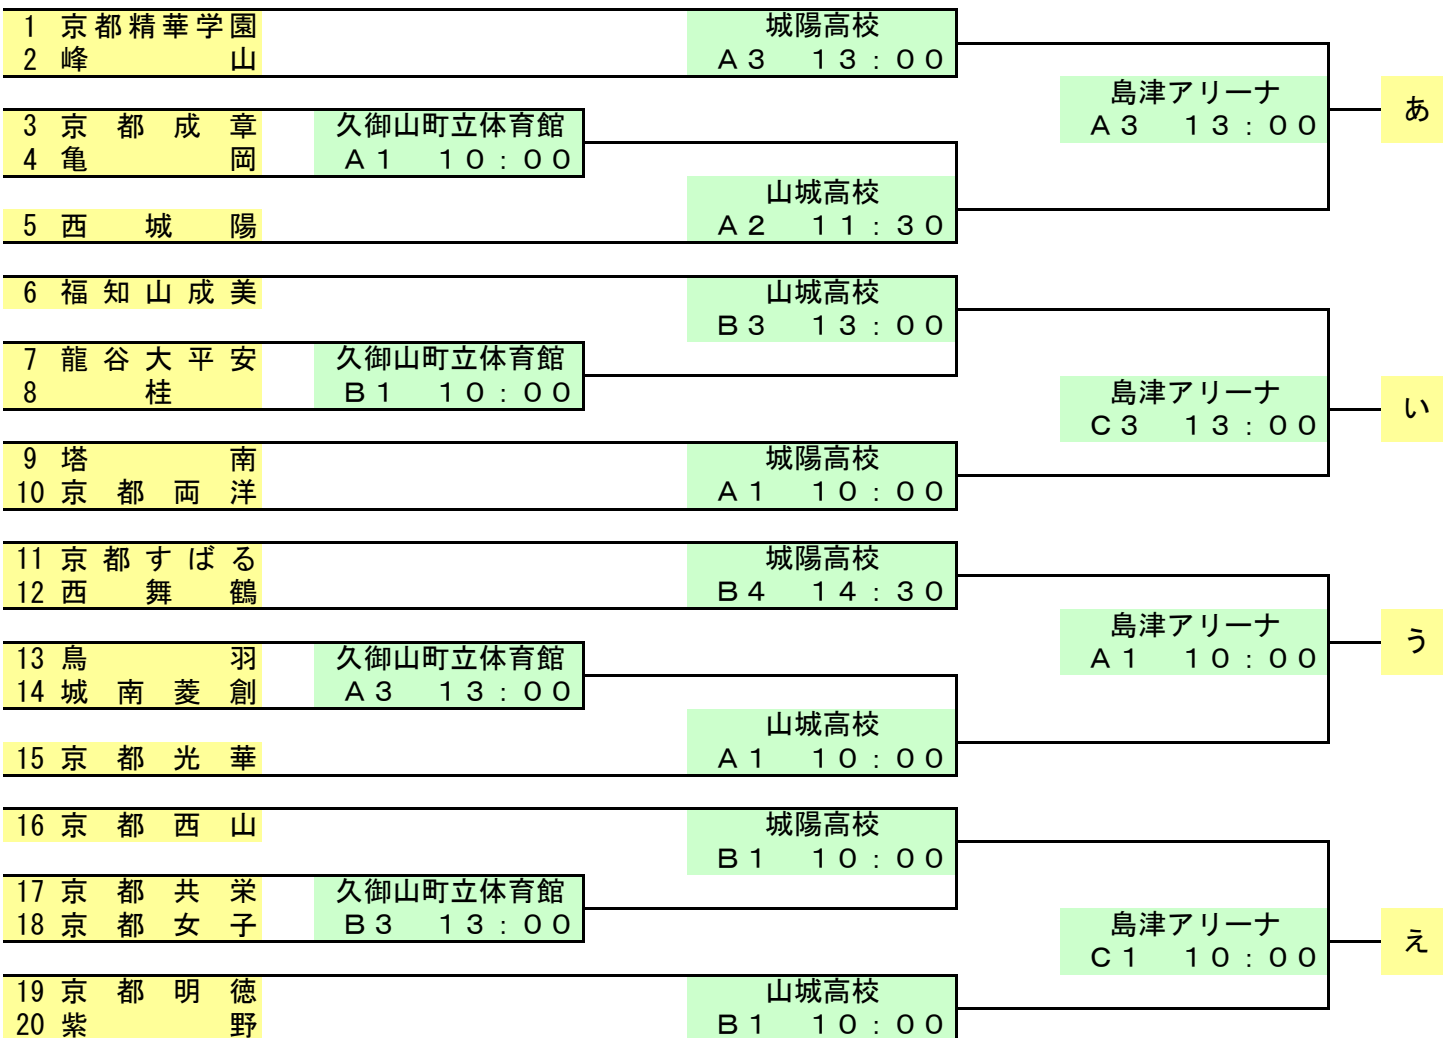 1 京都精華学園 城陽高校
2 峰山 A3 13:00
島津アリーナ
3 京都成章 久御山町立体育館 A3 13:00 あ
4 亀岡 A1 10:00
山城高校
5 西城陽 A2 11:30
6 福知山成美 山城高校
B3 13:00
7 龍谷大平安 久御山町立体育館
8 桂 B1 10:00 島津アリーナ い
C3 13:00
9 塔南 城陽高校
10 京都両洋 A1 10:00
11 京都すばる 城陽高校
12 西舞鶴 B4 14:30
島津アリーナ う
13 鳥羽 久御山町立体育館 A1 10:00
14 城南菱創 A3 13:00
山城高校
15 京都光華 A1 10:00
16 京都西山 城陽高校
B1 10:00
17 京都共栄 久御山町立体育館
18 京都女子 B3 13:00 島津アリーナ え
C1 10:00
19 京都明徳 山城高校
20 紫野 B1 10:00